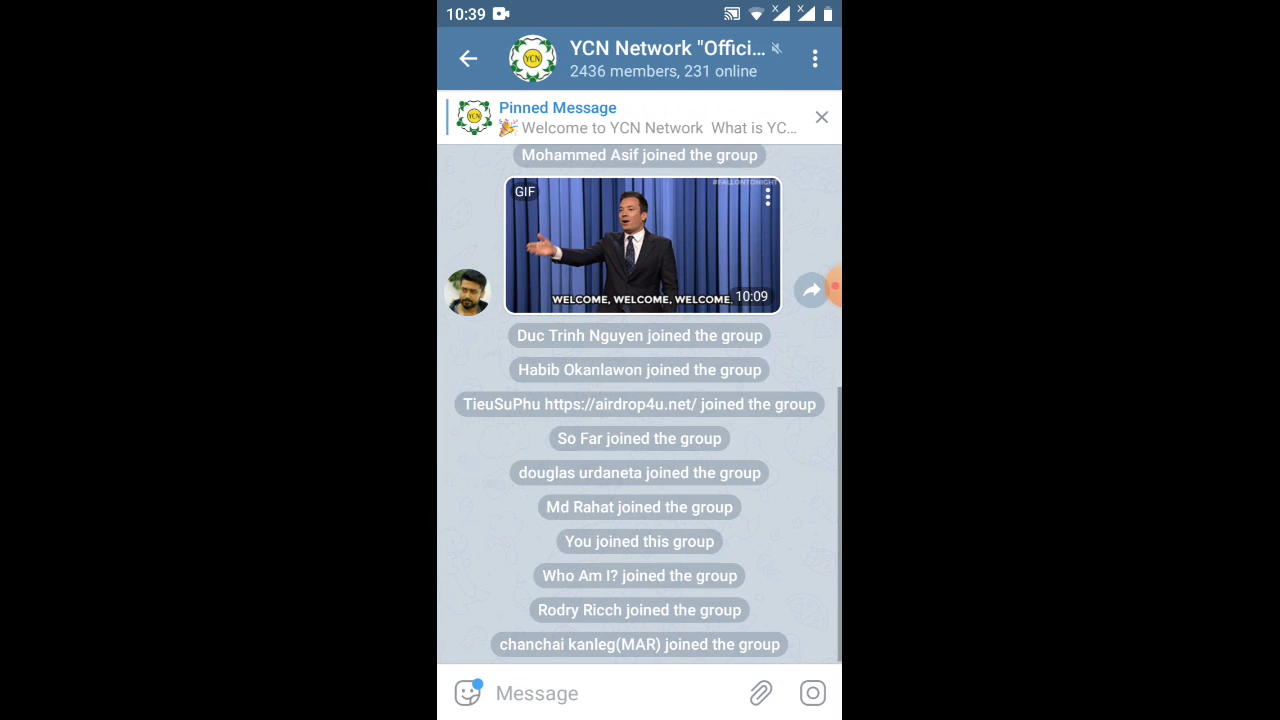 10:39
YCN Network "Offici...
2436 members, 231 online
YCN
Pinned Message
🎉 Welcome to YCN Network What is YC...
YCN
Mohammed Asif joined the group
GIF
#FALLONTONIGHT
WELCOME, WELCOME, WELCOME.
10:09
Duc Trinh Nguyen joined the group
Habib Okanlawon joined the group
TieuSuPhu https://airdrop4u.net/ joined the group
So Far joined the group
douglas urdaneta joined the group
Md Rahat joined the group
You joined this group
Who Am I? joined the group
Rodry Ricch joined the group
chanchai kanleg(MAR) joined the group
Message